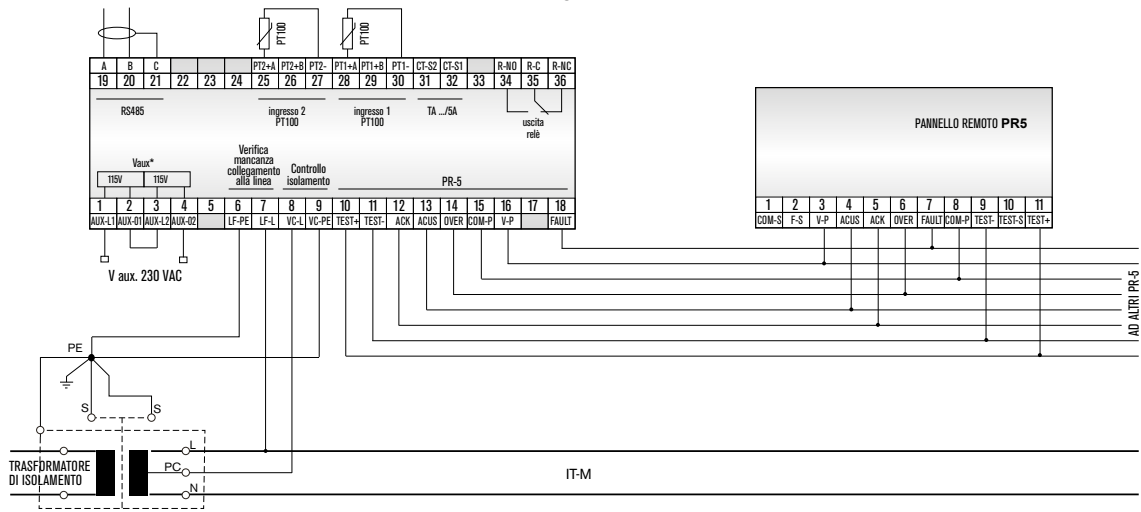 PT100 PT100
A B C PT2+A PT2+B PT2- PT1+A PT1+B PT1- CT-S2 CT-S1 R-NO R-C R-NC
19 20 21 22 23 24 25 26 27 28 29 30 31 32 33 34 35 36
RS485
ingresso 2
PT100
ingresso 1
PT100
TA .../5A
uscita
relè
Vaux*
115V 115V
Verifica
mancanza
collegamento
alla linea
Controllo
isolamento
PR-5
1 2 3 4 5 6 7 8 9 10 11 12 13 14 15 16 17 18
AUX-L1 AUX-01 AUX-L2 AUX-02 LF-PE LF-L VC-L VC-PE TEST+ TEST- ACK ACUS OVER COM-P V-P FAULT
V aux. 230 VAC
PANNELLO REMOTO PR5
1 2 3 4 5 6 7 8 9 10 11
COM-S F-S V-P ACUS ACK OVER FAULT COM-P TEST- TEST-S TEST+
AD ALTRI PR-5
PE
S S
L
TRASFORMATORE
DI ISOLAMENTO
PC
N
IT-M